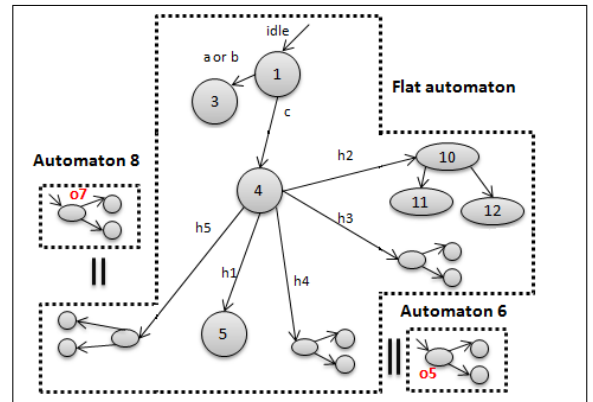 idle
a or b
1
3
c
Flat automaton
Automaton 8
o7
h2
10
11
12
4
h3
h5
h1
h4
5
Automaton 6
o5